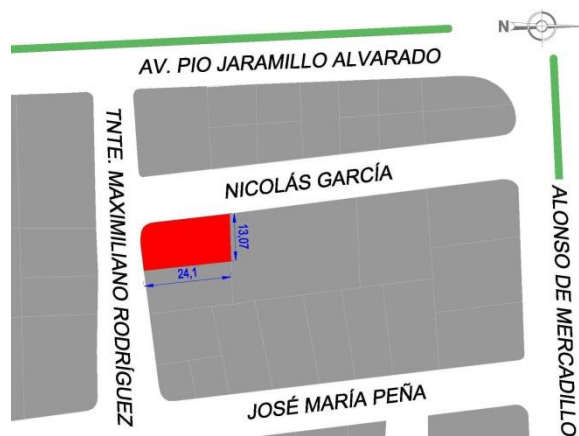 N
AV. PIO JARAMILLO ALVARADO
TNTE. MAXIMILIANO RODRÍGUEZ
NICOLÁS GARCÍA
ALONSO DE MERCADILLO
13,07
24,1
JOSÉ MARÍA PEÑA